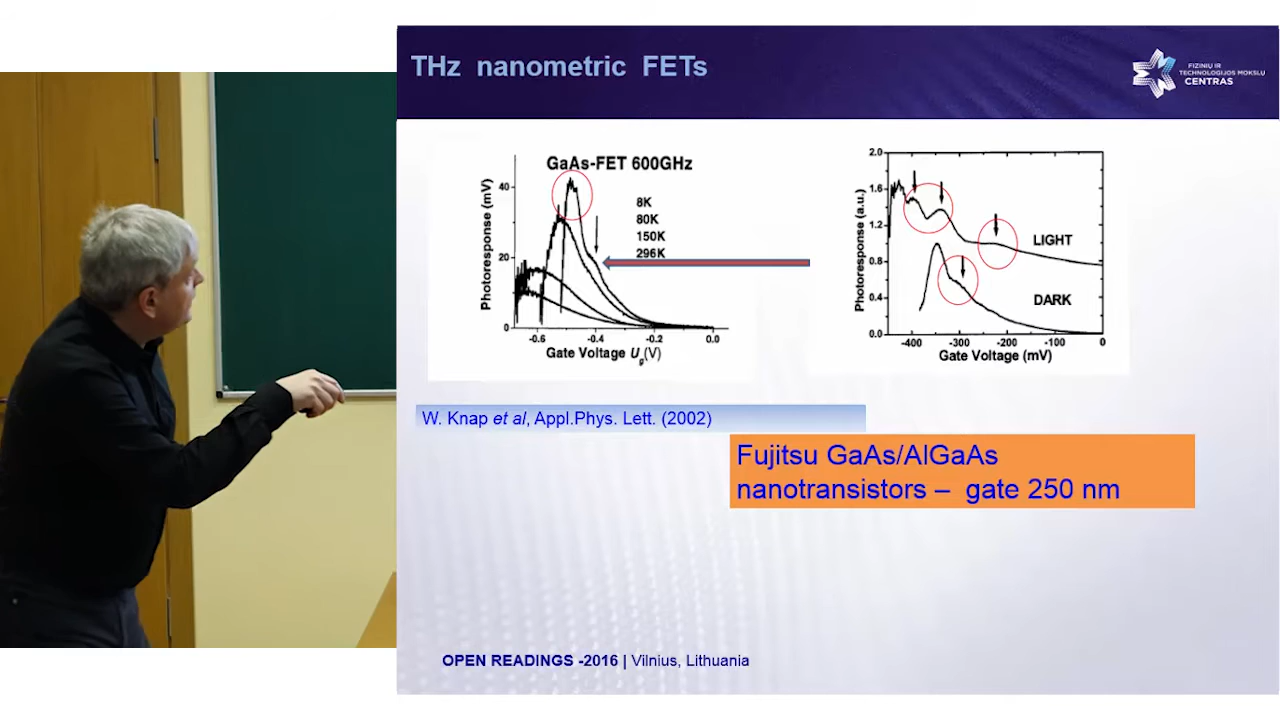 THz nanometric FETs
FIZINIŲ IR
TECHNOLOGIJOS MOKSLŲ
CENTRAS
GaAs-FET 600GHz
8K
80K
150K
296K
Photoresponse (mV)
40
20
0
-0.6
-0.4
-0.2
0.0
Gate Voltage Ug(V)
2.0
1.6
1.2
0.8
0.4
0.0
Photoresponse (a.u.)
LIGHT
DARK
-400
-300
-200
-100
0
Gate Voltage (mV)
W. Knap et al, Appl.Phys. Lett. (2002)
Fujitsu GaAs/AlGaAs
nanotransistors – gate 250 nm
OPEN READINGS -2016 | Vilnius, Lithuania